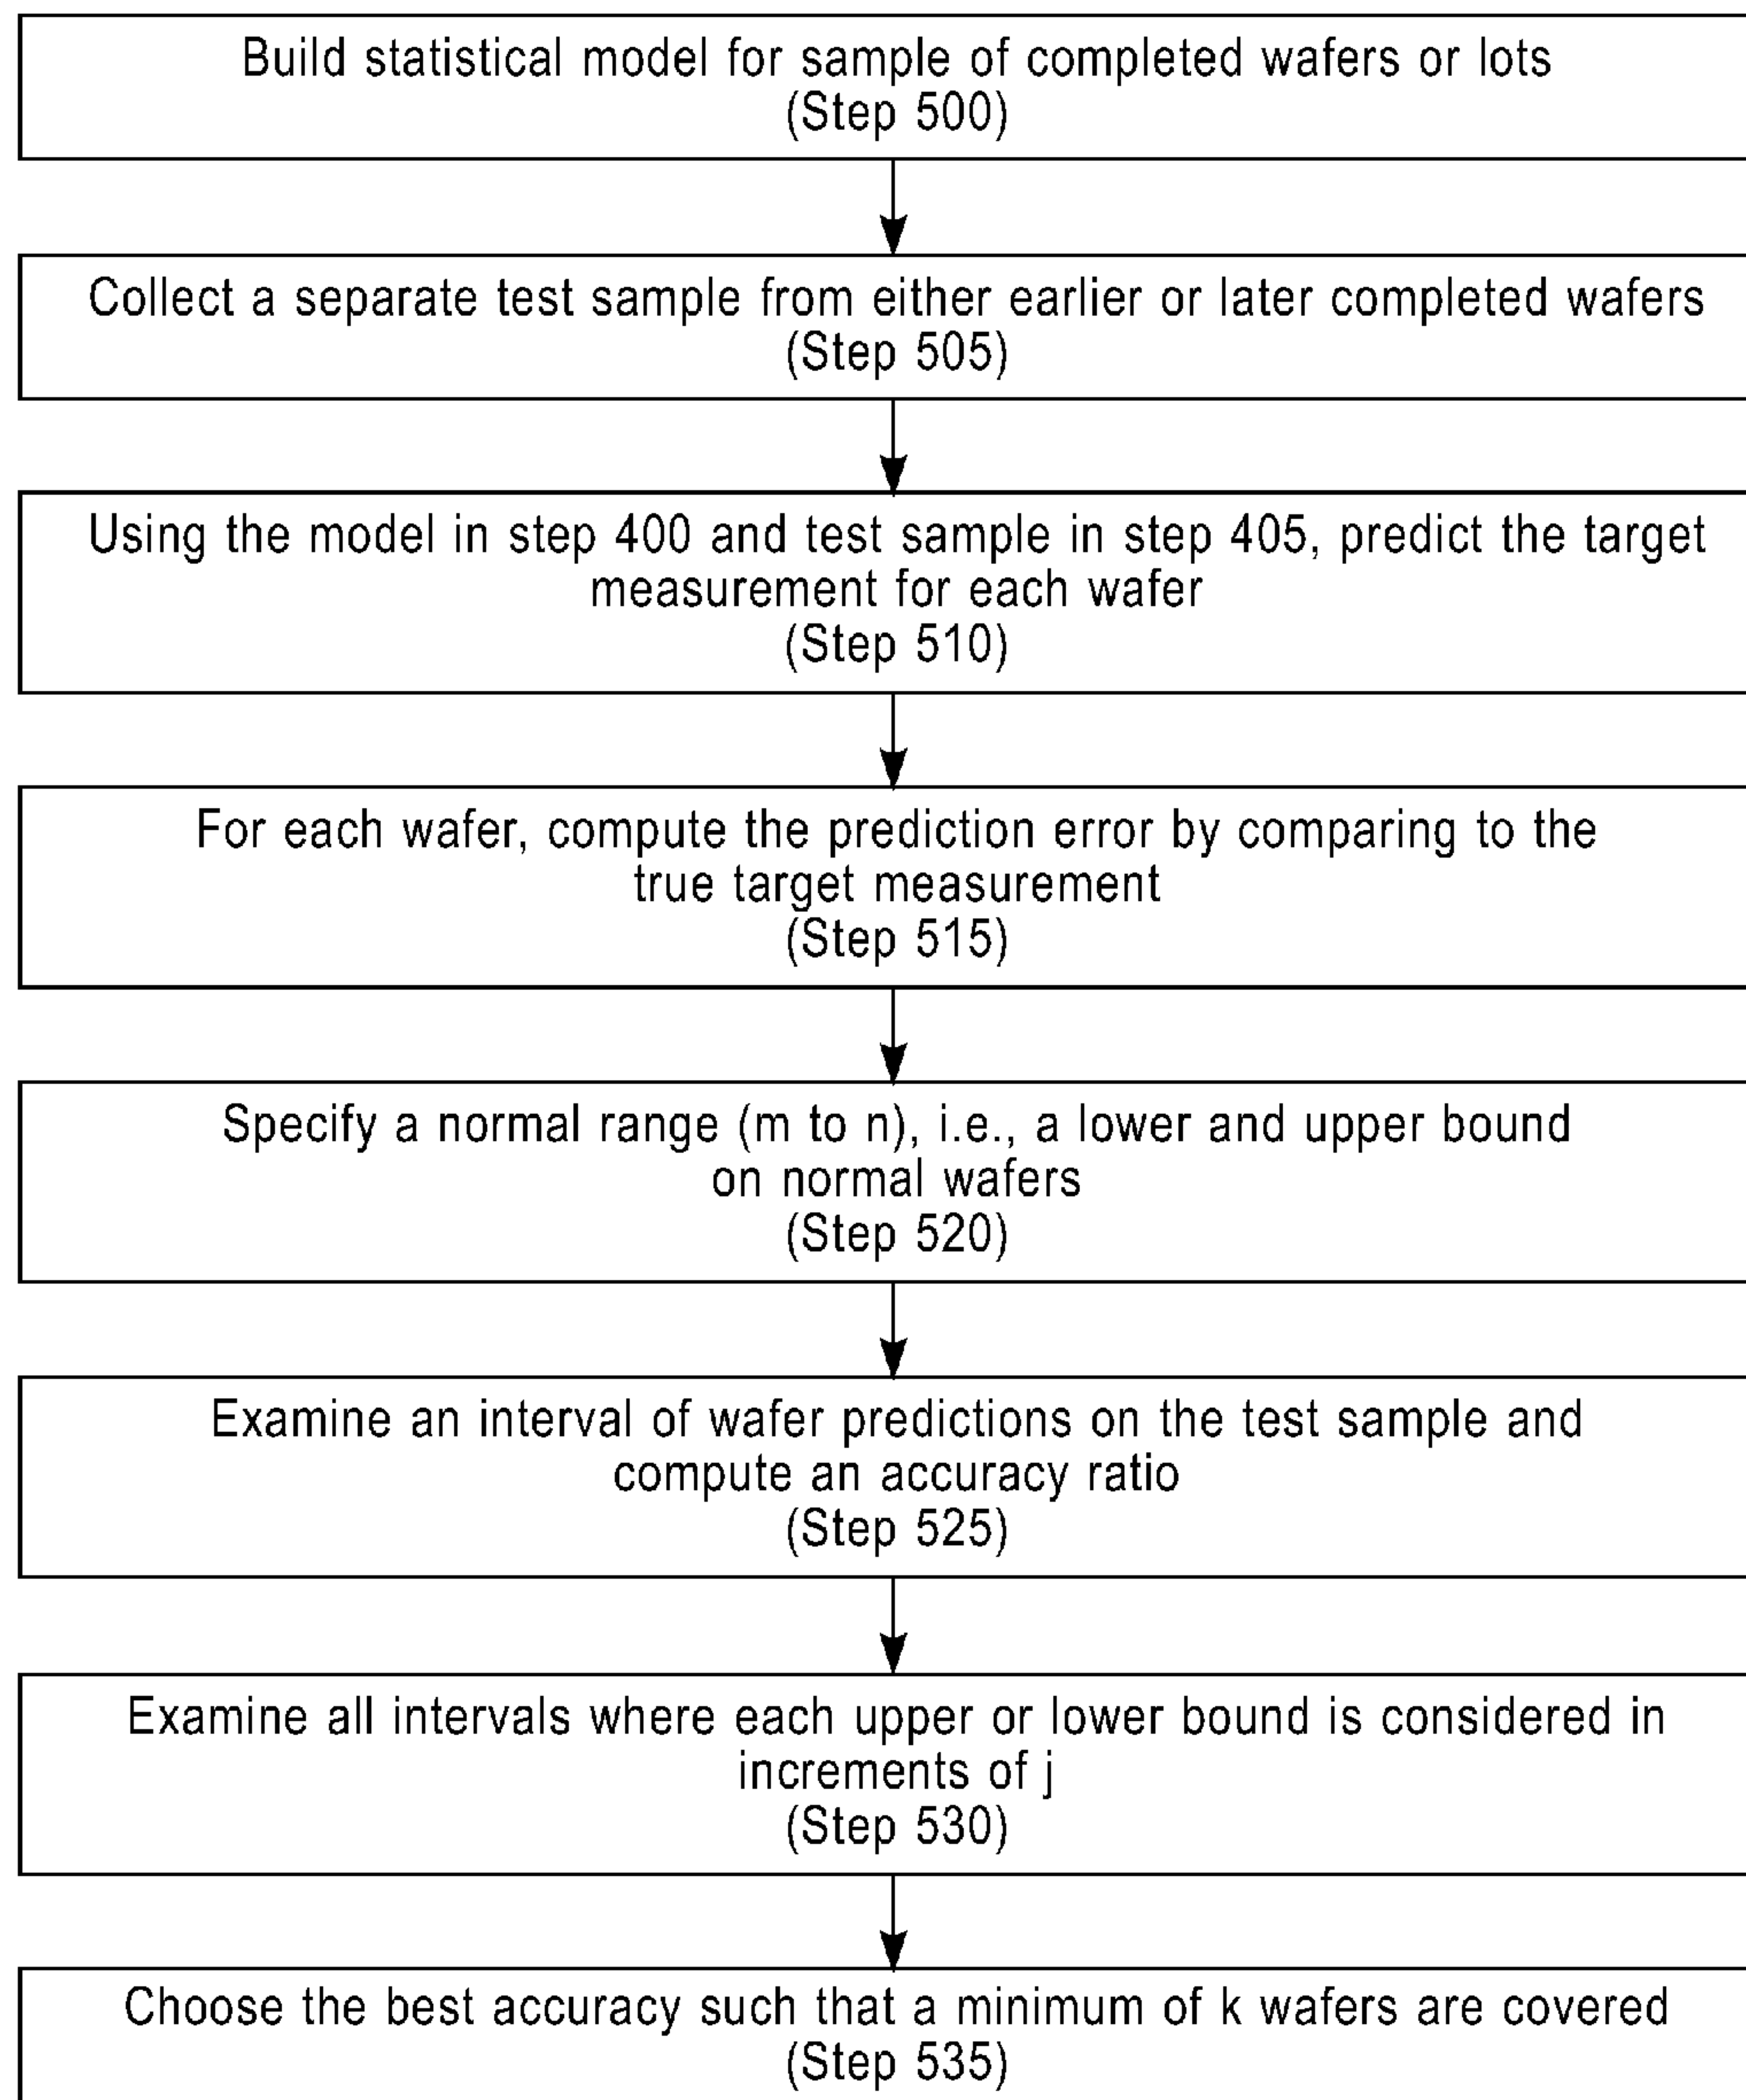 Build statistical model for sample of completed wafers or lots
(Step 500)
Collect a separate test sample from either earlier or later completed wafers
(Step 505)
Using the model in step 400 and test sample in step 405, predict the target
measurement for each wafer
(Step 510)
For each wafer, compute the prediction error by comparing to the
true target measurement
(Step 515)
Specify a normal range (m to n), i.e., a lower and upper bound
on normal wafers
(Step 520)
Examine an interval of wafer predictions on the test sample and
compute an accuracy ratio
(Step 525)
Examine all intervals where each upper or lower bound is considered in
increments of j
(Step 530)
Choose the best accuracy such that a minimum of k wafers are covered
(Step 535)